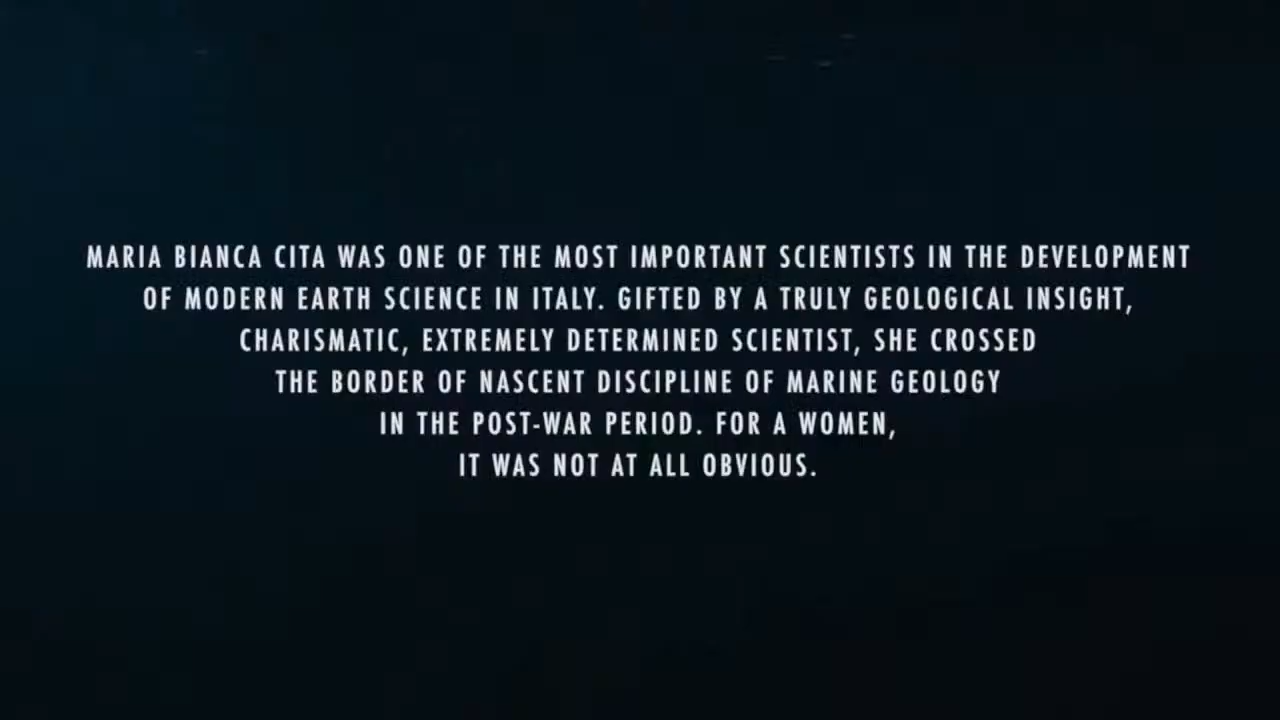 MARIA BIANCA CITA WAS ONE OF THE MOST IMPORTANT SCIENTISTS IN THE DEVELOPMENT
OF MODERN EARTH SCIENCE IN ITALY. GIFTED BY A TRULY GEOLOGICAL INSIGHT,
CHARISMATIC, EXTREMELY DETERMINED SCIENTIST, SHE CROSSED
THE BORDER OF NASCENT DISCIPLINE OF MARINE GEOLOGY
IN THE POST-WAR PERIOD. FOR A WOMEN,
IT WAS NOT AT ALL OBVIOUS.